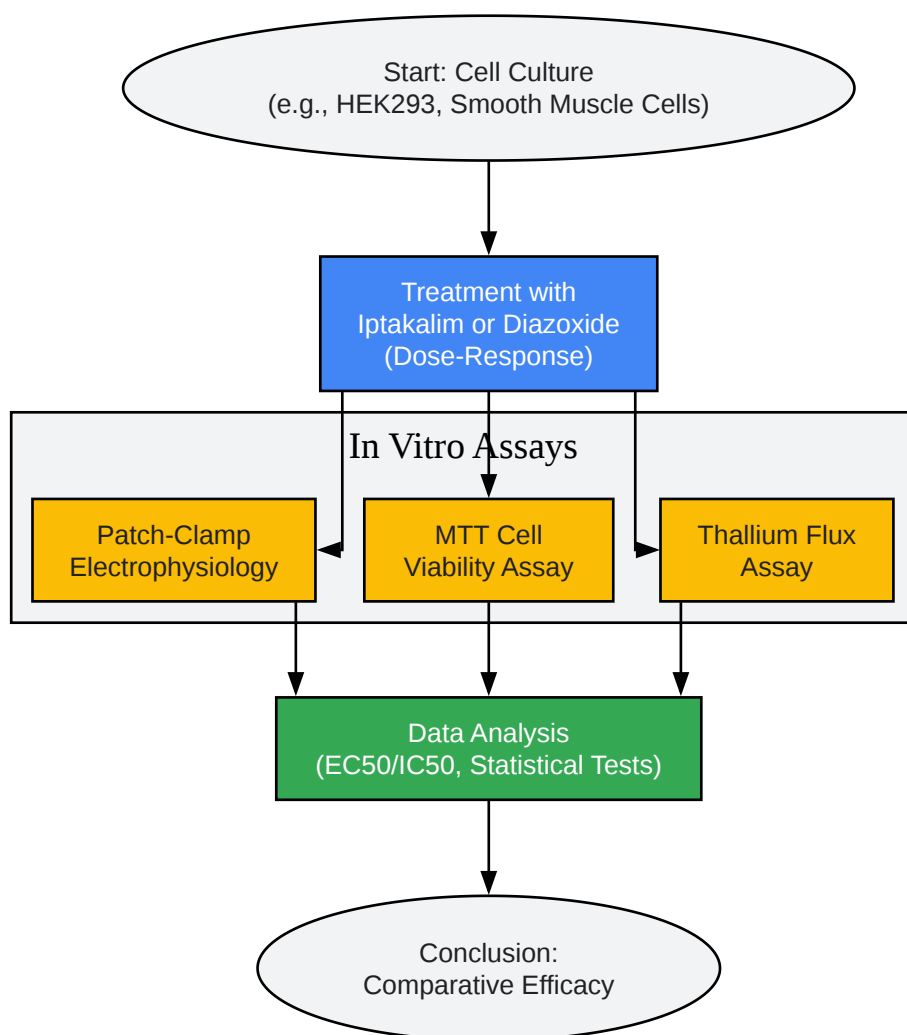 Start: Cell Culture
(e.g., HEK293, Smooth Muscle Cells)
Treatment with
Iptakalim or Diazoxide
(Dose-Response)
In Vitro Assays
Patch-Clamp
Electrophysiology
MTT Cell
Viability Assay
Thallium Flux
Assay
Data Analysis
(EC50/IC50, Statistical Tests)
Conclusion:
Comparative Efficacy